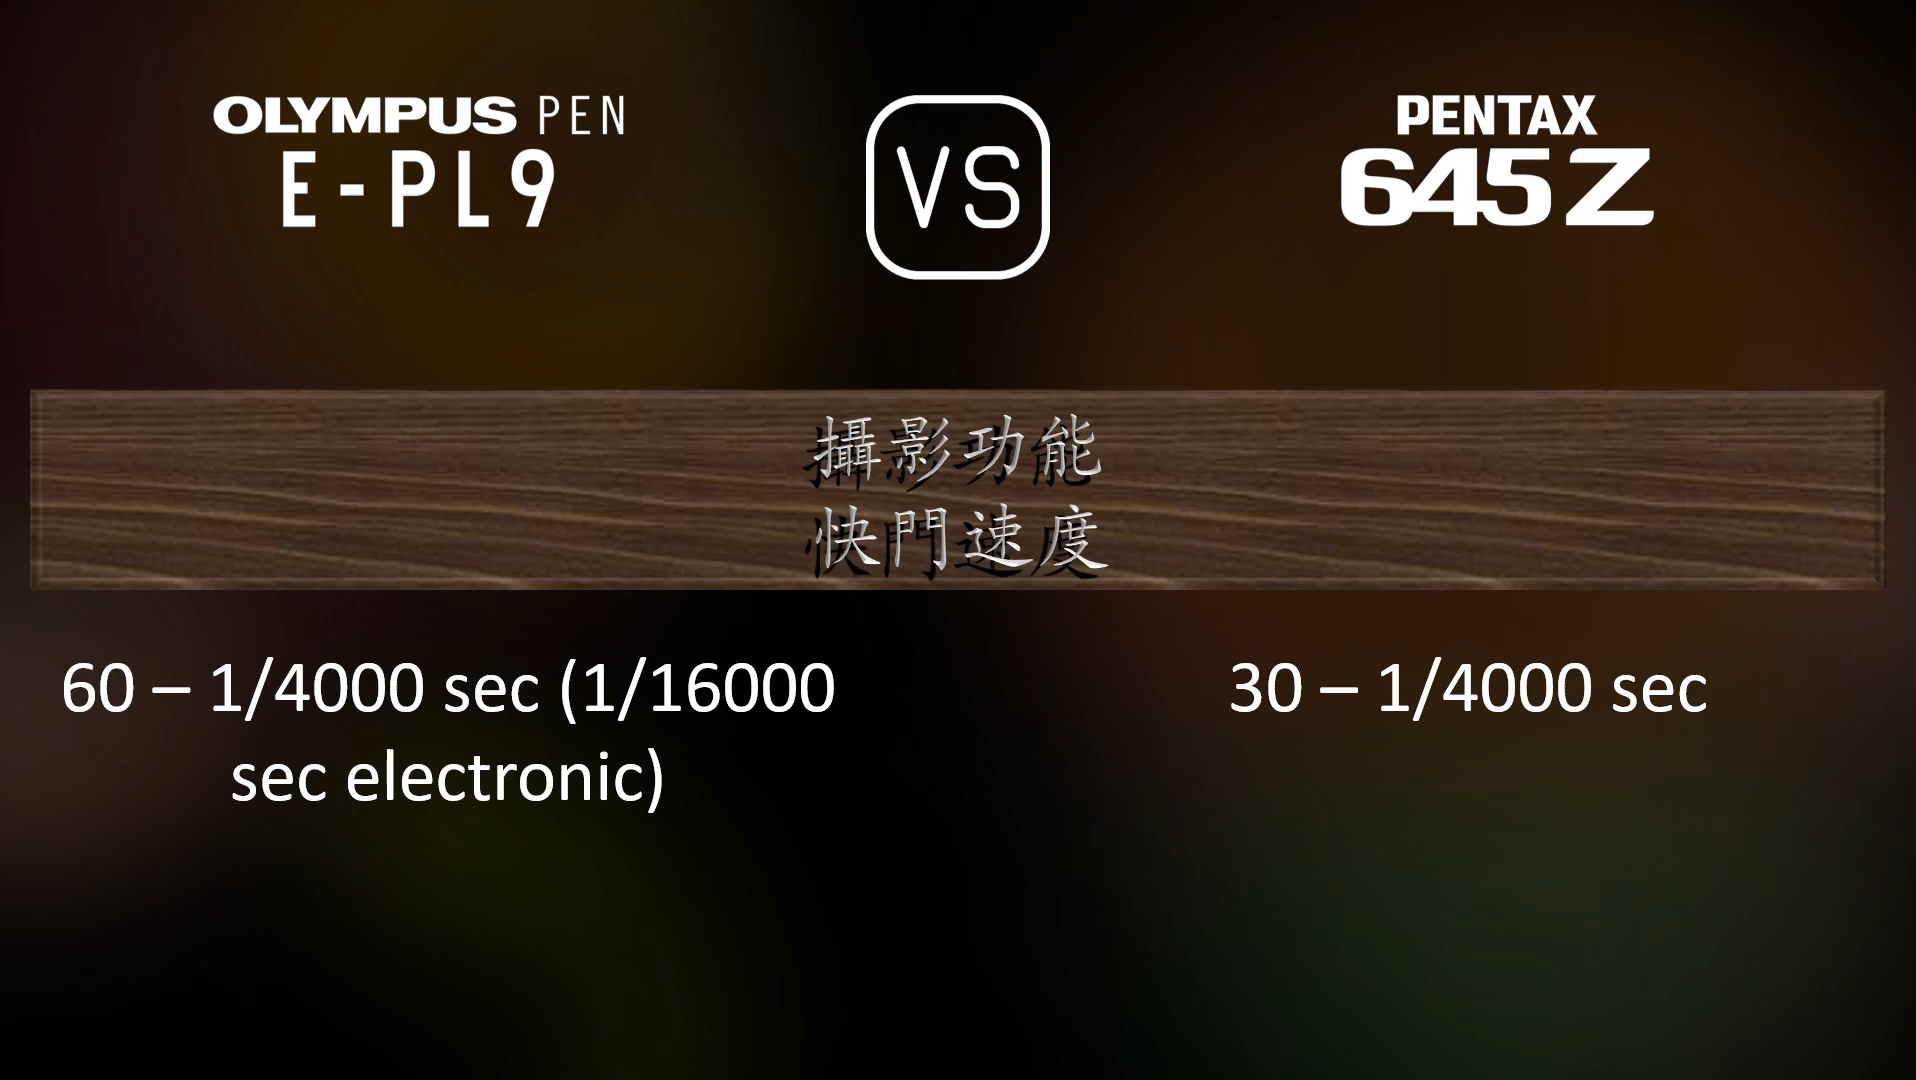 OLYMPUS PEN
E-PL9
VS
PENTAX
645Z
攝影功能
快門速度
60 – 1/4000 sec (1/16000
sec electronic)
30 – 1/4000 sec